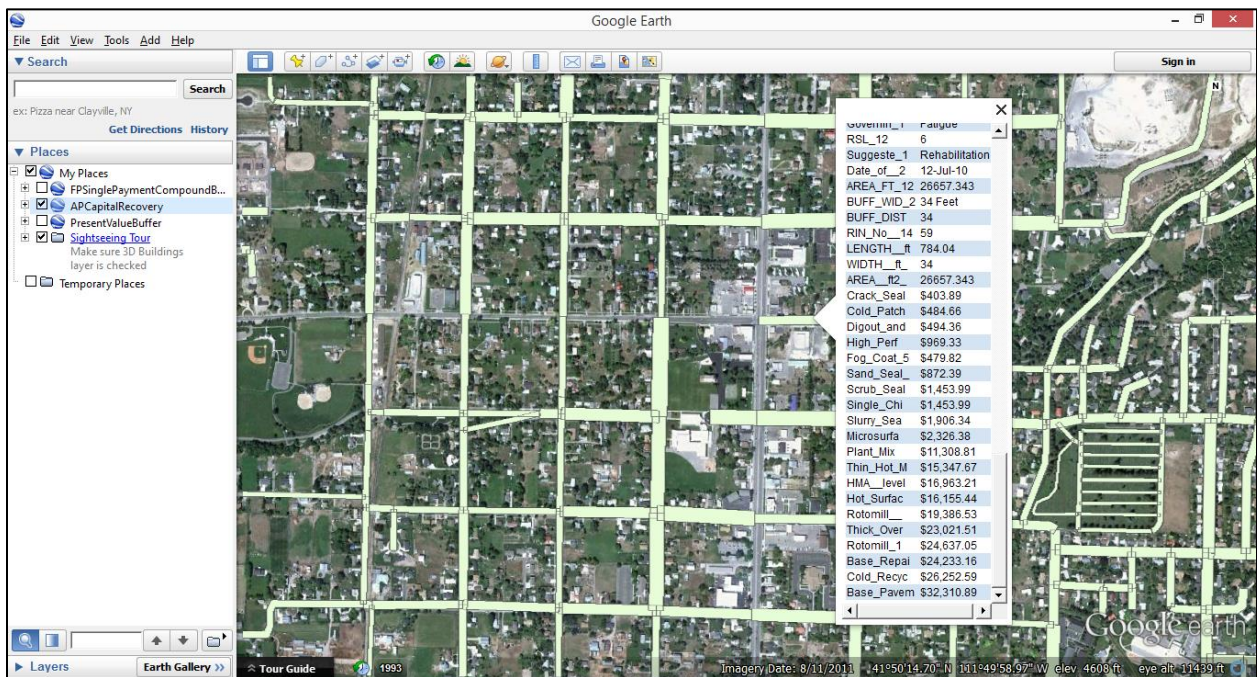 Google Earth
File Edit View Tools Add Help
Search
Search
ex: Pizza near Clayville, NY
Get Directions History
Places
My Places
FPSinglePaymentCompoundB...
APCapitalRecovery
PresentValueBuffer
Sightseeing Tour
Make sure 3D Buildings
layer is checked
Temporary Places
Layers
Earth Gallery >>
Sign in
N
Governin_1 Fatigue
RSL_12 6
Suggeste_1 Rehabilitation
Date_of__2 12-Jul-10
AREA_FT_12 26657.343
BUFF_WID_2 34 Feet
BUFF_DIST 34
RIN_No__14 59
LENGTH__ft 784.04
WIDTH__ft_ 34
AREA__ft2_ 26657.343
Crack_Seal $403.89
Cold_Patch $484.66
Digout_and $494.36
High_Perf $969.33
Fog_Coat_5 $479.82
Sand_Seal_ $872.39
Scrub_Seal $1,453.99
Single_Chi $1,453.99
Slurry_Sea $1,906.34
Microsurfa $2,326.38
Plant_Mix $11,308.81
Thin_Hot_M $15,347.67
HMA__level $16,963.21
Hot_Surfac $16,155.44
Rotomill__ $19,386.53
Thick_Over $23,021.51
Rotomill_1 $24,637.05
Base_Repai $24,233.16
Cold_Recyc $26,252.59
Base_Pavem $32,310.89
Google earth
Tour Guide 1993
Imagery Date: 8/11/2011 41°50'14.70" N 111°49'58.97" W elev 4608 ft eye alt 11439 ft